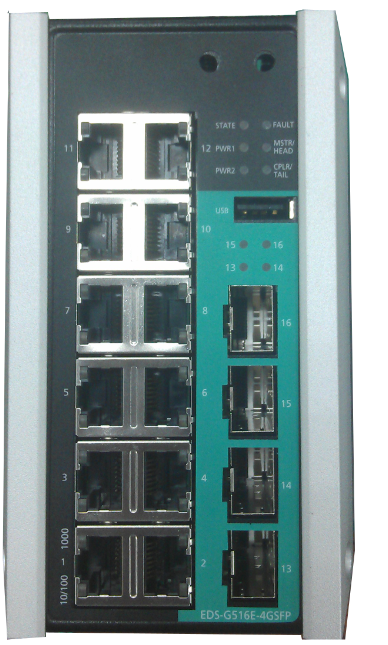 STATE FAULT
11 12 PWR1 MSTR/
HEAD
PWR2 CPLR/
TAIL
USB
9 10
15 16
13 14
7 8
16
5 6
15
3 4
14
1000
1 2
13
10/100
EDS-G516E-4GSFP